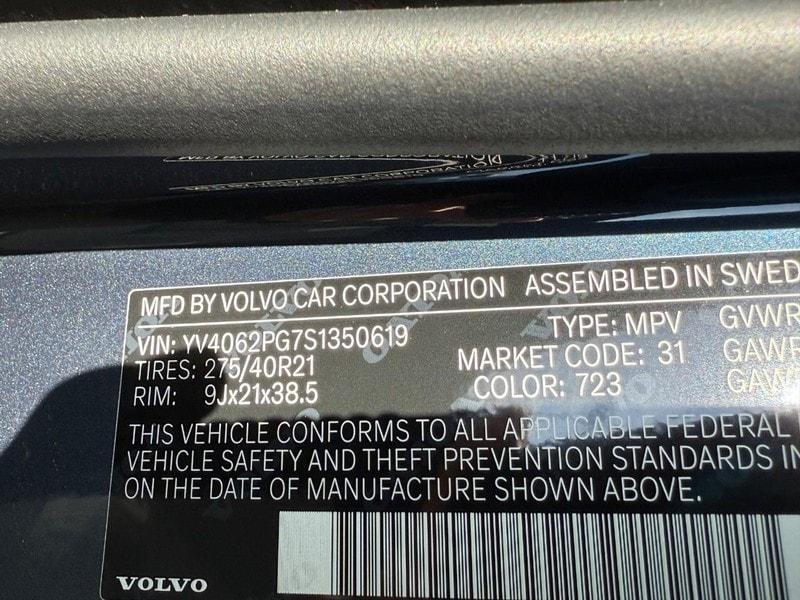 MFD BY VOLVO CAR CORPORATION ASSEMBLED IN SWED
VIN: YV4062PG7S1350619 TYPE: MPV GVWR
TIRES: 275/40R21 MARKET CODE: 31 GAWR
RIM: 9Jx21x38.5 COLOR: 723 GAW
THIS VEHICLE CONFORMS TO ALL APPLICABLE FEDERAL
VEHICLE SAFETY AND THEFT PREVENTION STANDARDS IN
ON THE DATE OF MANUFACTURE SHOWN ABOVE.
VOLVO